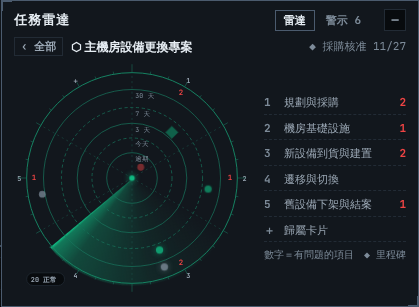 任務雷達
雷達 警示 6 −
‹ 全部 主機房設備更換專案 ◆ 採購核准 11/27
+ 1
2
30 天
7 天
3 天
今天
逾期
5 1
1 2
2
4 3
20 正常
1 規劃與採購 2
2 機房基礎設施 1
3 新設備到貨與建置 2
4 遷移與切換
5 舊設備下架與結案 1
+ 歸屬卡片
數字=有問題的項目 ◆ 里程碑